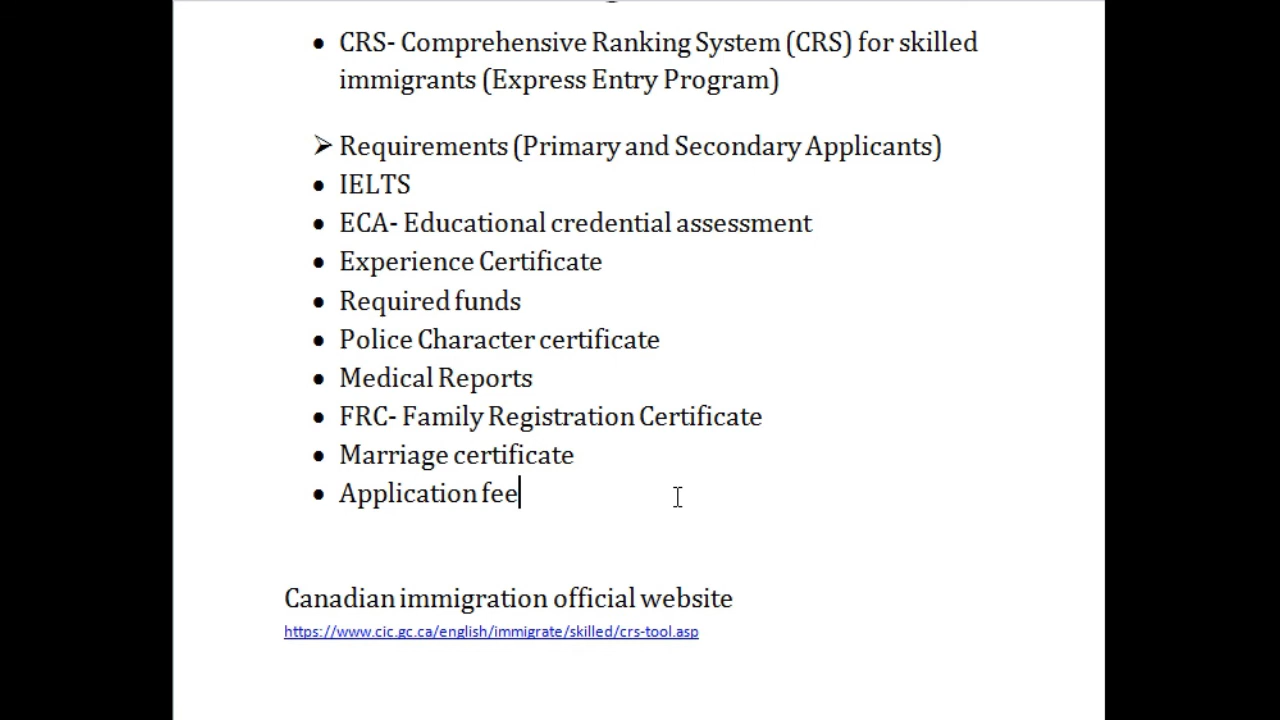 • CRS- Comprehensive Ranking System (CRS) for skilled
immigrants (Express Entry Program)
➢ Requirements (Primary and Secondary Applicants)
• IELTS
• ECA- Educational credential assessment
• Experience Certificate
• Required funds
• Police Character certificate
• Medical Reports
• FRC- Family Registration Certificate
• Marriage certificate
• Application fee
Canadian immigration official website
https://www.cic.gc.ca/english/immigrate/skilled/crs-tool.asp